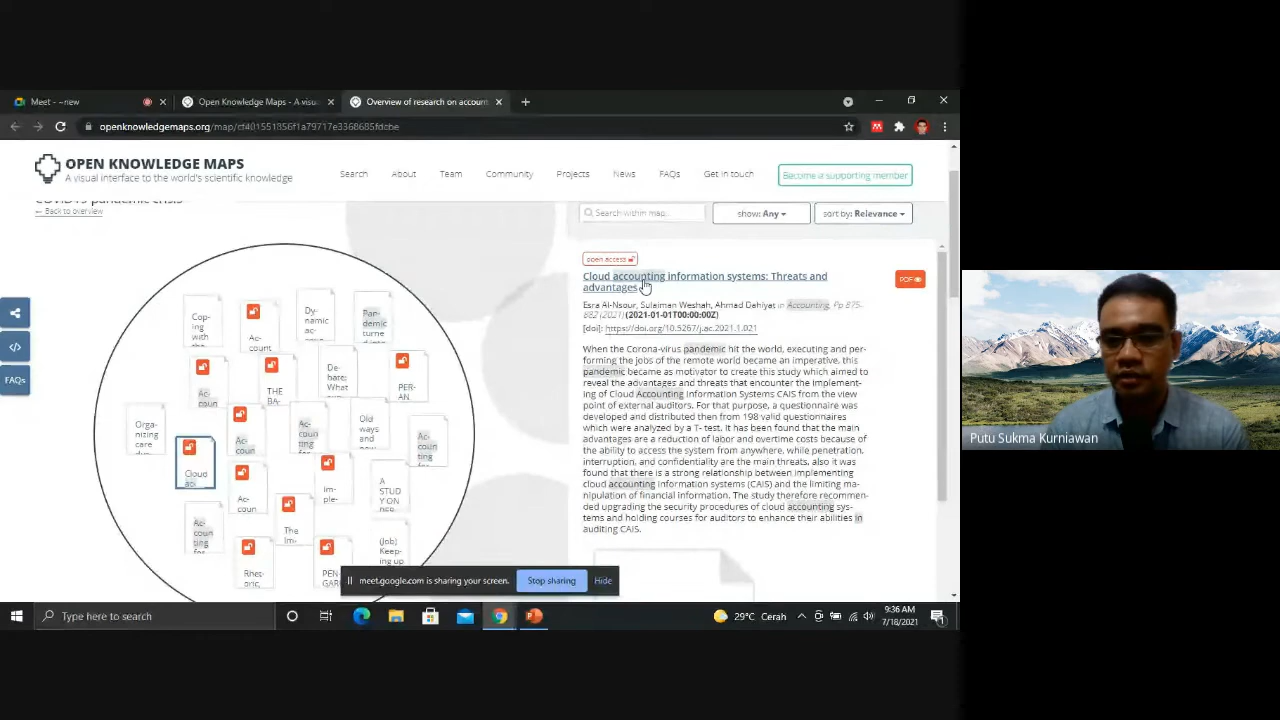 Meet - -new
Open Knowledge Maps - A visu
Overview of research on account
openknowledgemaps.org/map/
OPEN KNOWLEDGE MAPS
A visual interface to the world's scientific knowledge
Search
About
Team
Community
Projects
News
FAQs
Get in touch
Become a supporting member
COVID19 pandemic crisis
← Back to overview
Search within map...
show: Any
sort by: Relevance
FAQs
Cop-
ing
with
the
Ac-
count
Dy-
namic
ac-
Pan-
demic
turned
Ac-
coun
THE
BA-
De-
bate:
What
PER-
AN
Orga-
nizing
care
Ac-
coun
Ac-
coun
ting
for
Old
ways
and
Ac-
coun
ting
for
Cloud
ac-
Ac-
coun
Im-
ple-
A
STUD
Y ON
Ac-
coun
ting
for
The
Im-
(Job)
Keep-
ing up
Rhet-
oric,
PEN-
GAR
open access
Cloud accounting information systems: Threats and
advantages
PDF
Esra Al-Nsour, Sulaiman Weshah, Ahmad Dahiyat in Accounting, Pp 875-
882 (2021) (2021-01-01T00:00:00Z)
[doi]: https://doi.org/10.5267/j.ac.2021.1.021
When the Corona-virus pandemic hit the world, executing and per-
forming the jobs of the remote world became an imperative, this
pandemic became as motivator to create this study which aimed to
reveal the advantages and threats that encounter the implement-
ing of Cloud Accounting Information Systems CAIS from the view
point of external auditors. For that purpose, a questionnaire was
developed and distributed then from 198 valid questionnaires
which were analyzed by a T- test. It has been found that the main
advantages are a reduction of labor and overtime costs because of
the ability to access the system from anywhere, while penetration,
interruption, and confidentiality are the main threats, also it was
found that there is a strong relationship between implementing
cloud accounting information systems (CAIS) and the limiting ma-
nipulation of financial information. The study therefore recommen-
ded upgrading the security procedures of cloud accounting sys-
tems and holding courses for auditors to enhance their abilities in
auditing CAIS.
meet.google.com is sharing your screen.
Stop sharing
Hide
Type here to search
29°C Cerah
9:36 AM
7/18/2021
Putu Sukma Kurniawan